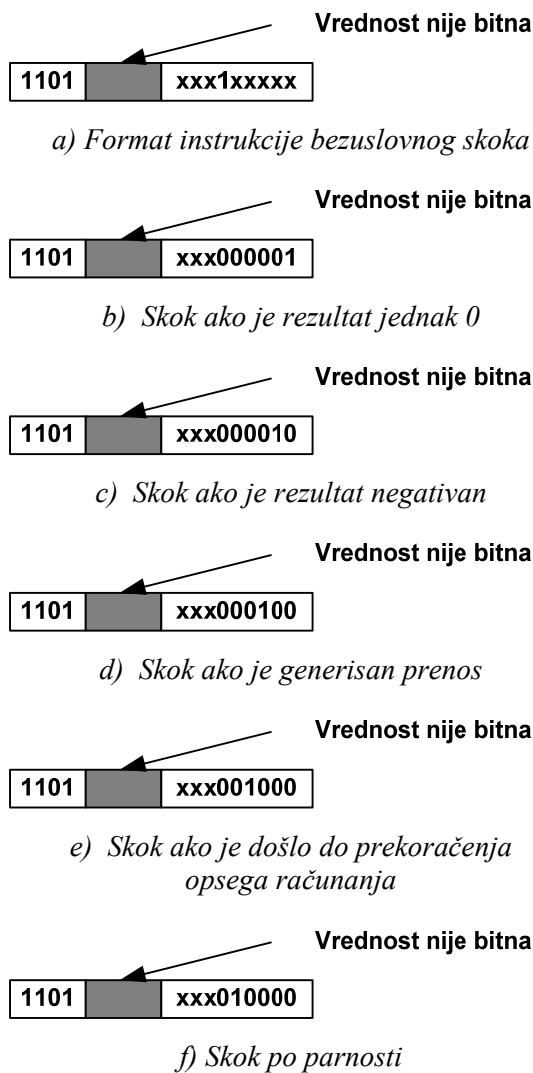 Vrednost nije bitna
1101 xxx1xxxxx
a) Format instrukcije bezuslovnog skoka
Vrednost nije bitna
1101 xxx000001
b) Skok ako je rezultat jednak 0
Vrednost nije bitna
1101 xxx000010
c) Skok ako je rezultat negativan
Vrednost nije bitna
1101 xxx000100
d) Skok ako je generisan prenos
Vrednost nije bitna
1101 xxx001000
e) Skok ako je došlo do prekoračenja
opsega računanja
Vrednost nije bitna
1101 xxx010000
f) Skok po parnosti